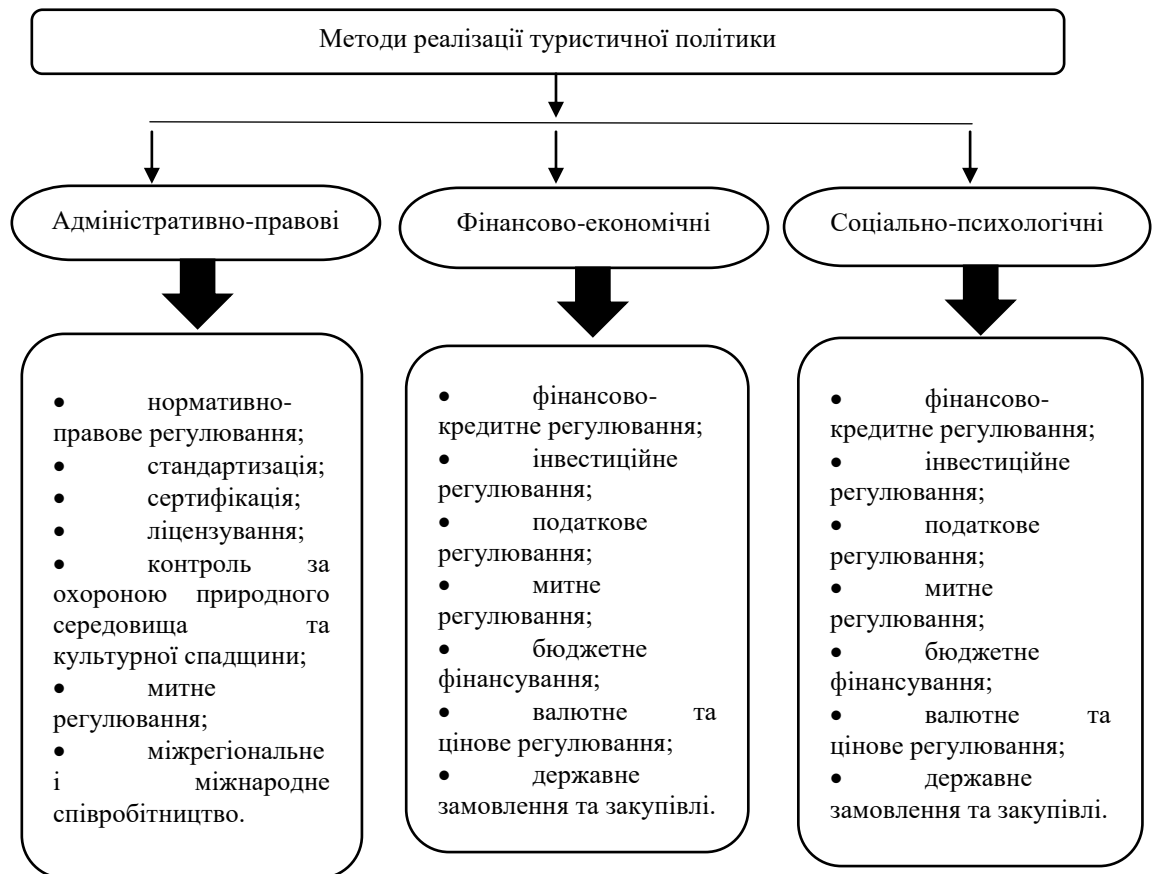 Методи реалізації туристичної політики
Адміністративно-правові
Фінансово-економічні
Соціально-психологічні
• нормативно-
правове регулювання;
• стандартизація;
• сертифікація;
• ліцензування;
• контроль за
охороною природного
середовища та
культурної спадщини;
• митне
регулювання;
• міжрегіональне
і міжнародне
співробітництво.
• фінансово-
кредитне регулювання;
• інвестиційне
регулювання;
• податкове
регулювання;
• митне
регулювання;
• бюджетне
фінансування;
• валютне та
цінове регулювання;
• державне
замовлення та закупівлі.
• фінансово-
кредитне регулювання;
• інвестиційне
регулювання;
• податкове
регулювання;
• митне
регулювання;
• бюджетне
фінансування;
• валютне та
цінове регулювання;
• державне
замовлення та закупівлі.